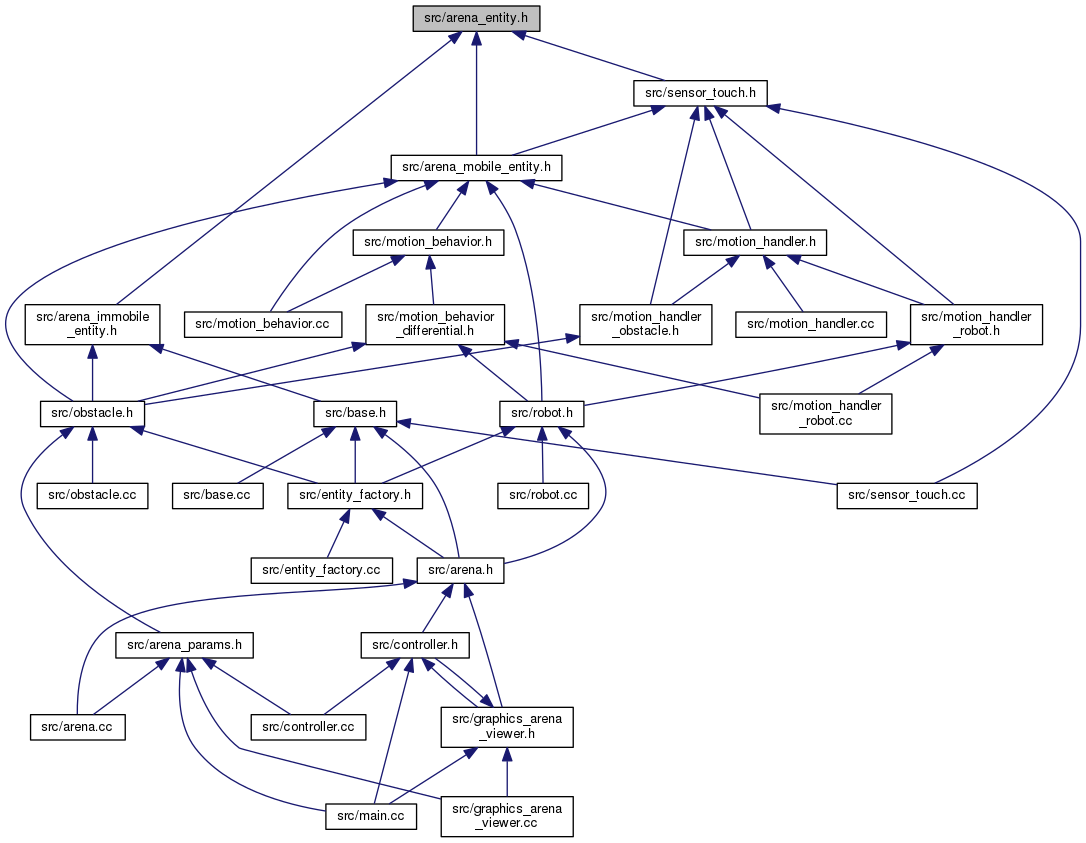 src/arena_entity.h
src/sensor_touch.h
src/arena_mobile_entity.h
src/motion_behavior.h
src/motion_handler.h
src/arena_immobile
_entity.h
src/motion_behavior.cc
src/motion_behavior
_differential.h
src/motion_handler
_obstacle.h
src/motion_handler.cc
src/motion_handler
_robot.h
src/obstacle.h
src/base.h
src/robot.h
src/motion_handler
_robot.cc
src/obstacle.cc
src/base.cc
src/entity_factory.h
src/robot.cc
src/sensor_touch.cc
src/entity_factory.cc
src/arena.h
src/arena_params.h
src/controller.h
src/arena.cc
src/controller.cc
src/graphics_arena
_viewer.h
src/main.cc
src/graphics_arena
_viewer.cc